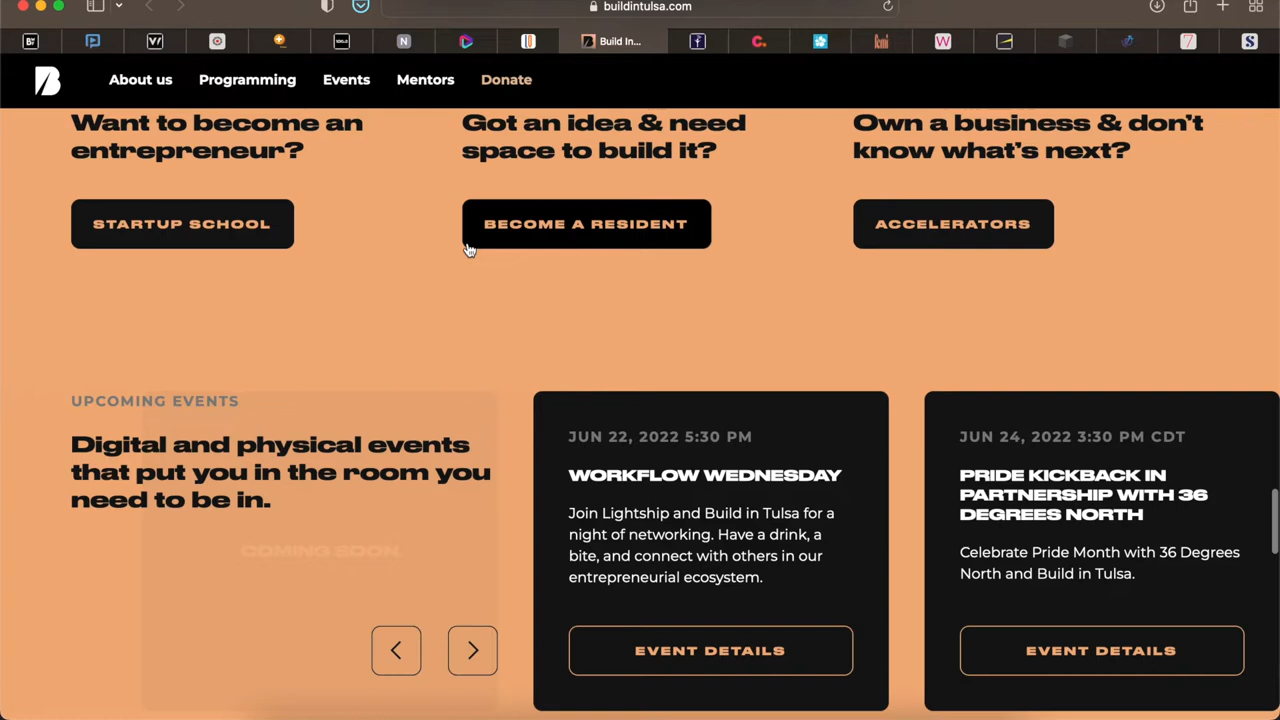 buildintulsa.com
Build In...
About us
Programming
Events
Mentors
Donate
Want to become an
entrepreneur?
STARTUP SCHOOL
Got an idea & need
space to build it?
BECOME A RESIDENT
Own a business & don't
know what's next?
ACCELERATORS
UPCOMING EVENTS
Digital and physical events
that put you in the room you
need to be in.
COMING SOON
JUN 22, 2022 5:30 PM
WORKFLOW WEDNESDAY
Join Lightship and Build in Tulsa for a
night of networking. Have a drink, a
bite, and connect with others in our
entrepreneurial ecosystem.
EVENT DETAILS
JUN 24, 2022 3:30 PM CDT
PRIDE KICKBACK IN
PARTNERSHIP WITH 36
DEGREES NORTH
Celebrate Pride Month with 36 Degrees
North and Build in Tulsa.
EVENT DETAILS